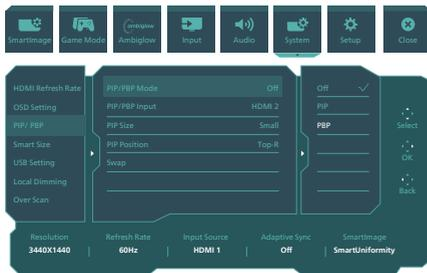 SmartImage
Game Mode
ambiglow
Ambiglow
Input
Audio
System
Setup
Close
HDMI Refresh Rate
OSD Setting
PIP/ PBP
Smart Size
USB Setting
Local Dimming
Over Scan
PIP/PBP Mode Off
PIP/PBP Input HDMI 2
PIP Size Small
PIP Position Top-R
Swap
Off
PIP
PBP
Select
OK
Back
Resolution Refresh Rate Input Source Adaptive Sync SmartImage
3440X1440 60Hz HDMI 1 Off SmartUniformity